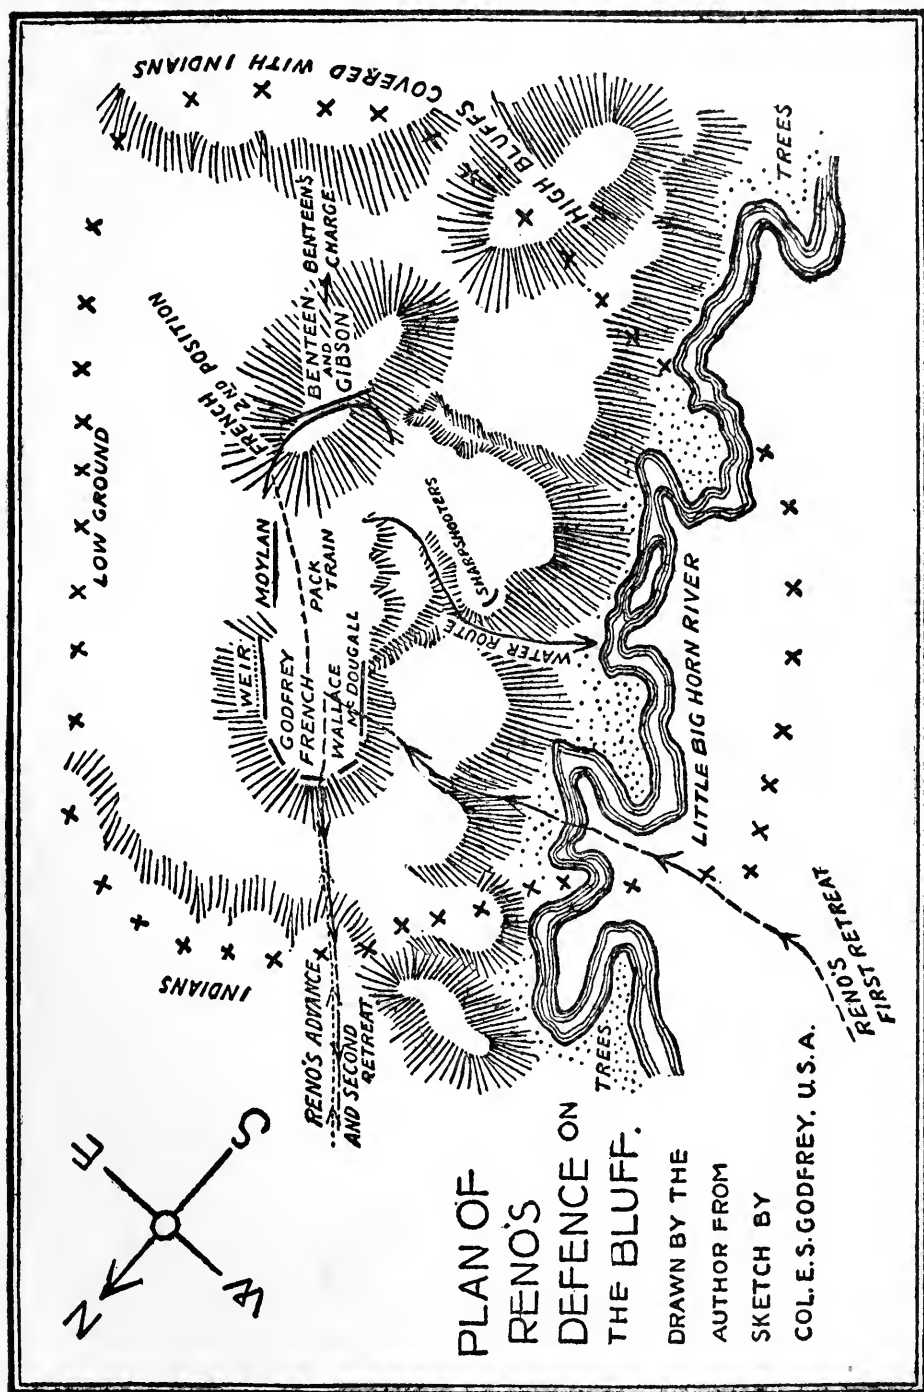 PLAN OF
RENO'S
DEFENCE ON
THE BLUFF.
DRAWN BY THE
AUTHOR FROM
SKETCH BY
COL. E. S. GODFREY. U.S.A.
N
E
S
W
INDIANS
RENO'S ADVANCE
AND SECOND
RETREAT
TREES
RENO'S
FIRST RETREAT
LOW GROUND
WEIR
MOYLAN
GODFREY
FRENCH
WALLACE
McDOUGALL
PACK
TRAIN
FRENCH 2ND POSITION
BENTEEN
AND
GIBSON
BENTEEN'S
CHARGE
COVERED WITH INDIANS
HIGH BLUFFS
SHARPSHOOTERS
WATER ROUTE
LITTLE BIG HORN RIVER
TREES